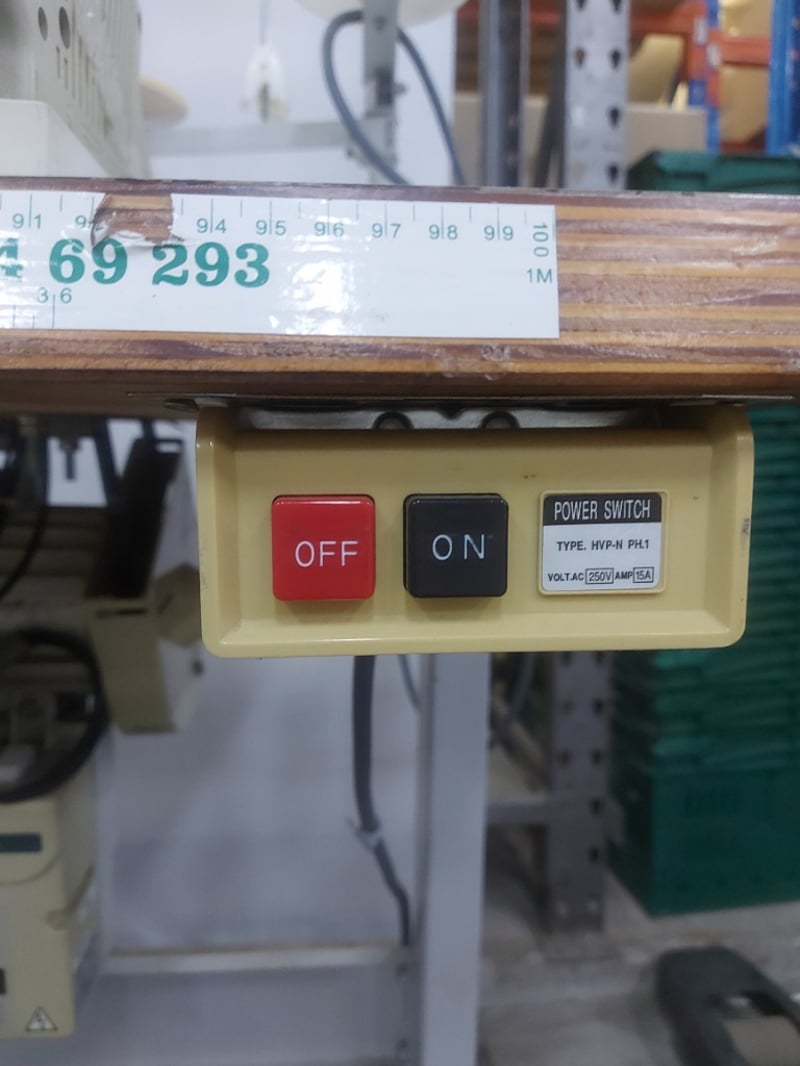 91 9 94 95 96 97 98 99 100
69 293
1M
36
OFF
ON
POWER SWITCH
TYPE. HVP-N PH.1
VOLT.AC 250V AMP 15A